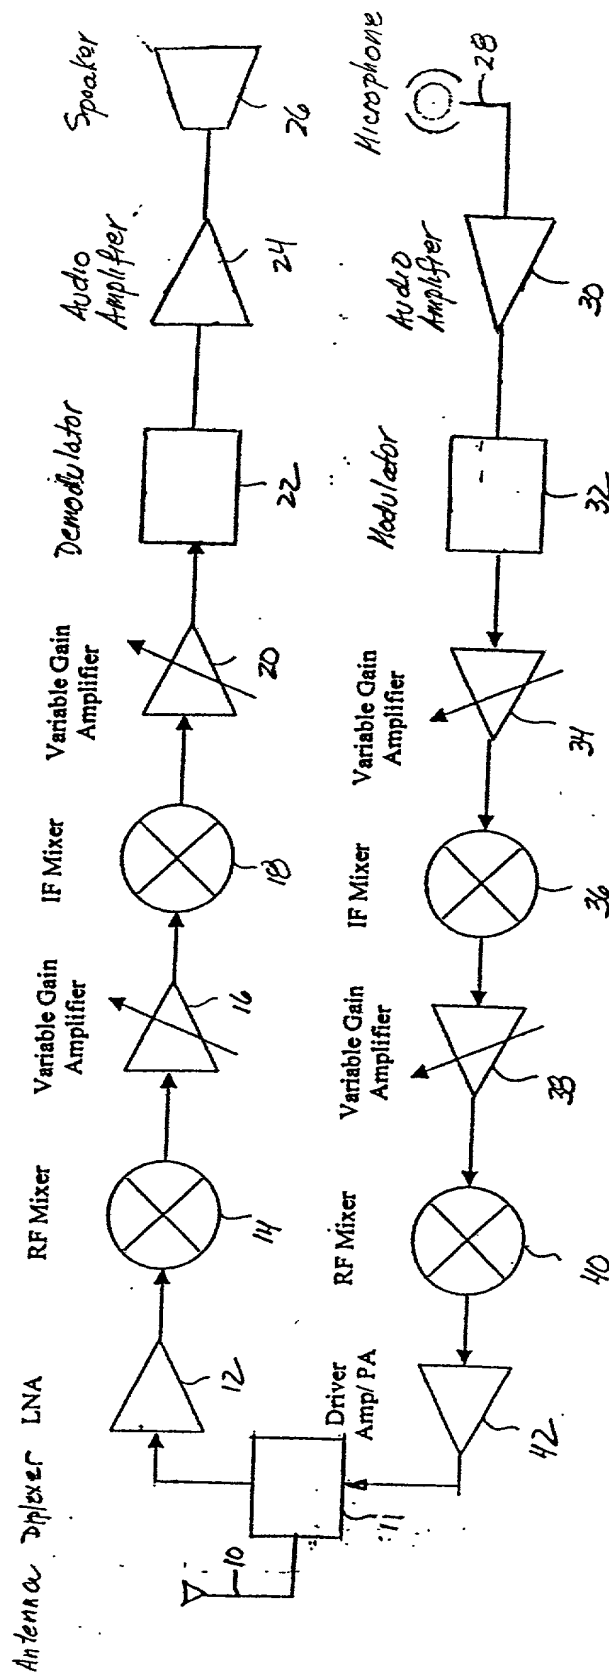 Antenna Diplexer LNA
RF Mixer
Variable Gain
Amplifier
IF Mixer
Variable Gain
Amplifier
Demodulator
Audio
Amplifier
Speaker
10
11
12
14
16
18
20
22
24
26
Driver
Amp/ PA
RF Mixer
Variable Gain
Amplifier
IF Mixer
Variable Gain
Amplifier
Modulator
Audio
Amplifier
Microphone
42
40
38
36
34
32
30
28